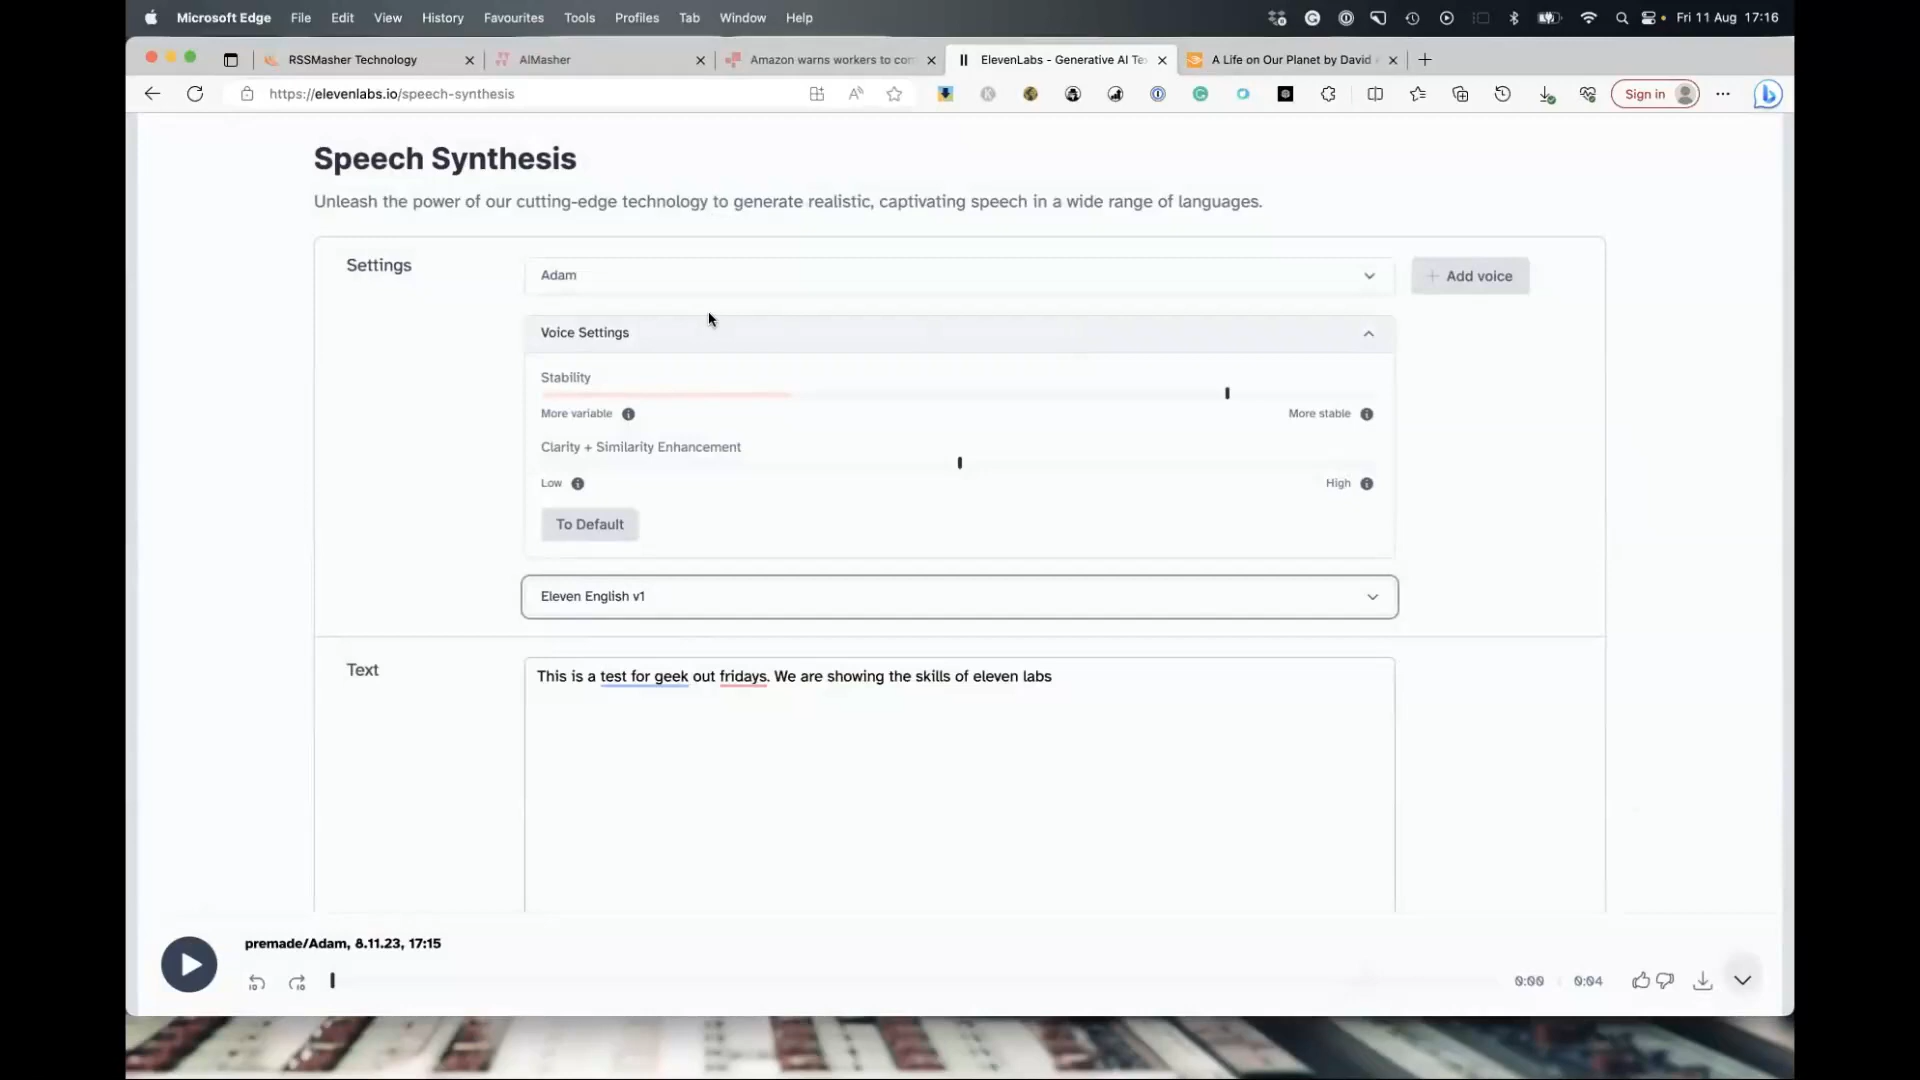 Microsoft Edge File Edit View History Favourites Tools Profiles Tab Window Help Fri 11 Aug 17:16
RSSMasher Technology AIMasher Amazon warns workers to con ElevenLabs - Generative AI Te A Life on Our Planet by David
https://elevenlabs.io/speech-synthesis Sign in
Speech Synthesis
Unleash the power of our cutting-edge technology to generate realistic, captivating speech in a wide range of languages.
Settings
Adam
+ Add voice
Voice Settings
Stability
More variable More stable
Clarity + Similarity Enhancement
Low High
To Default
Eleven English v1
Text
This is a test for geek out fridays. We are showing the skills of eleven labs
premade/Adam, 8.11.23, 17:15
10 10 0:00 0:04